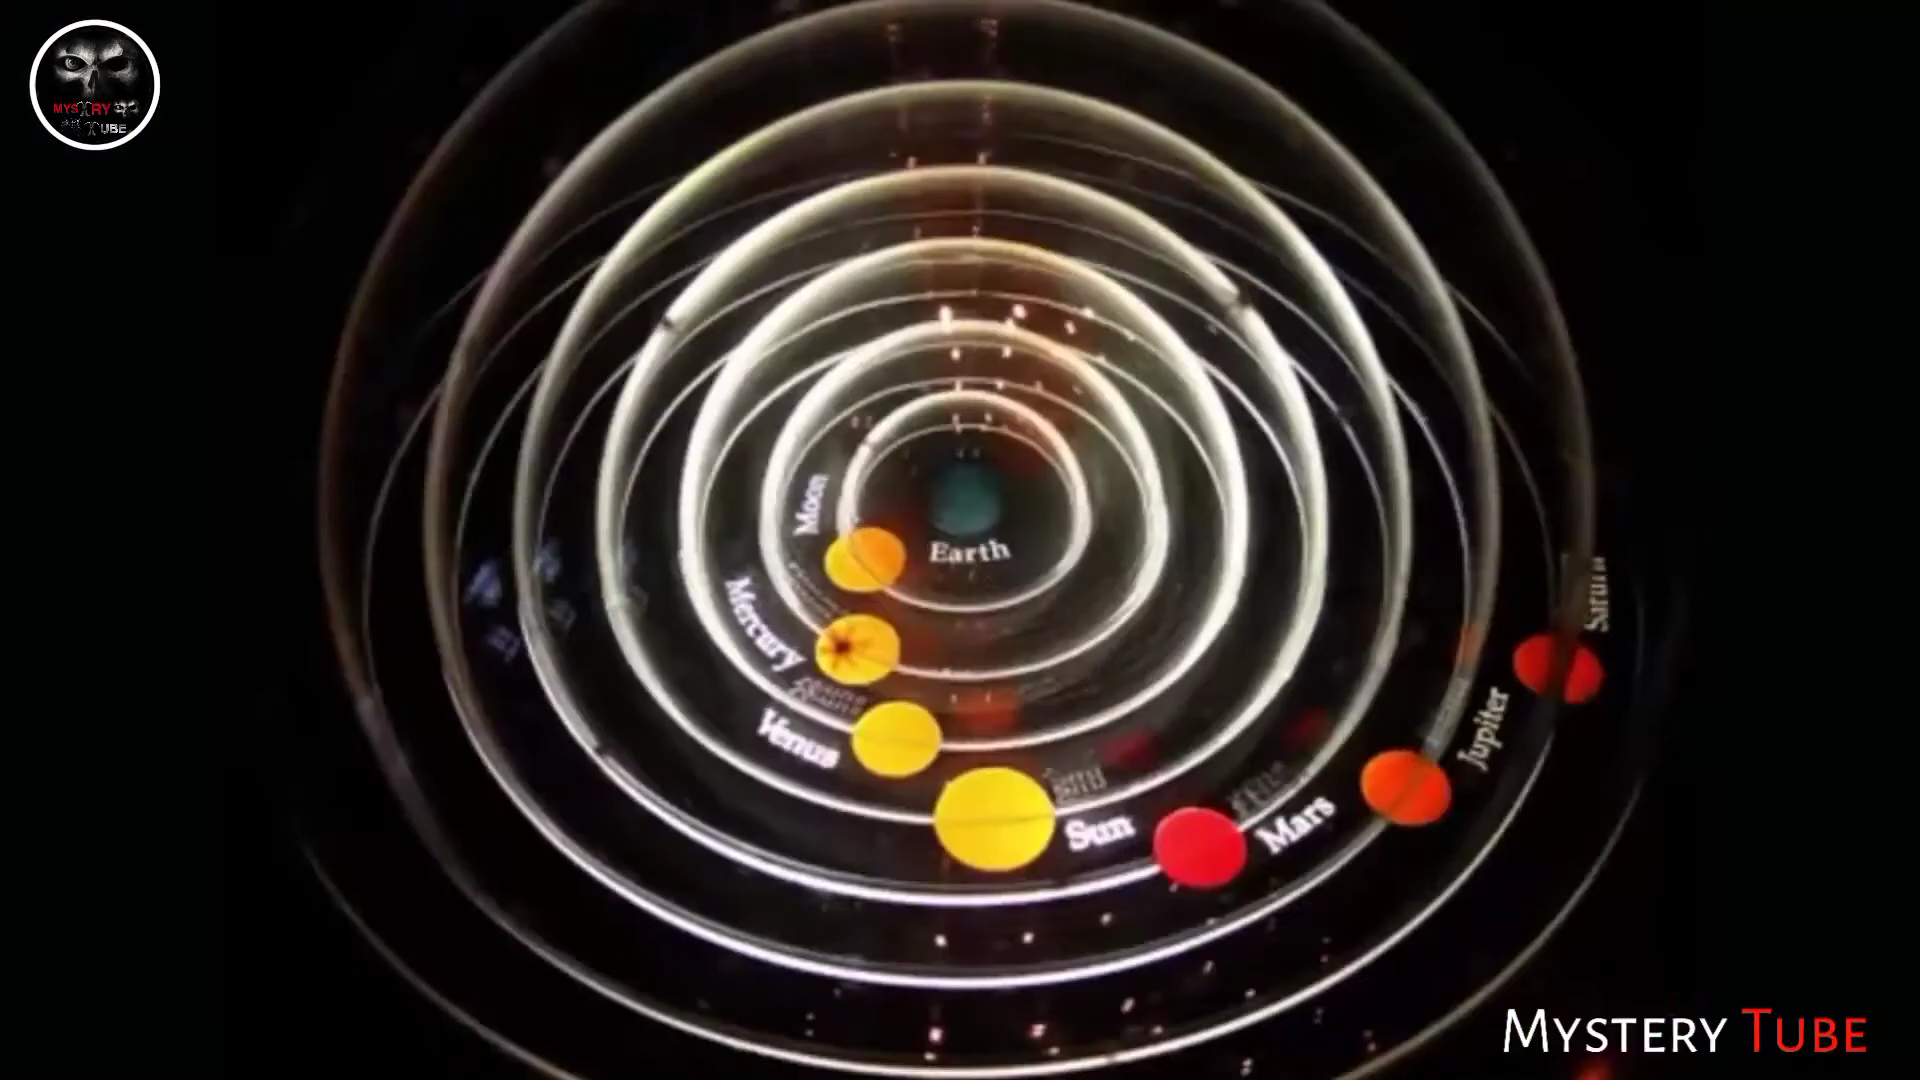 Moon
Earth
Mercury
Venus
Sun
Mars
Jupiter
Saturn
MYSTERY TUBE